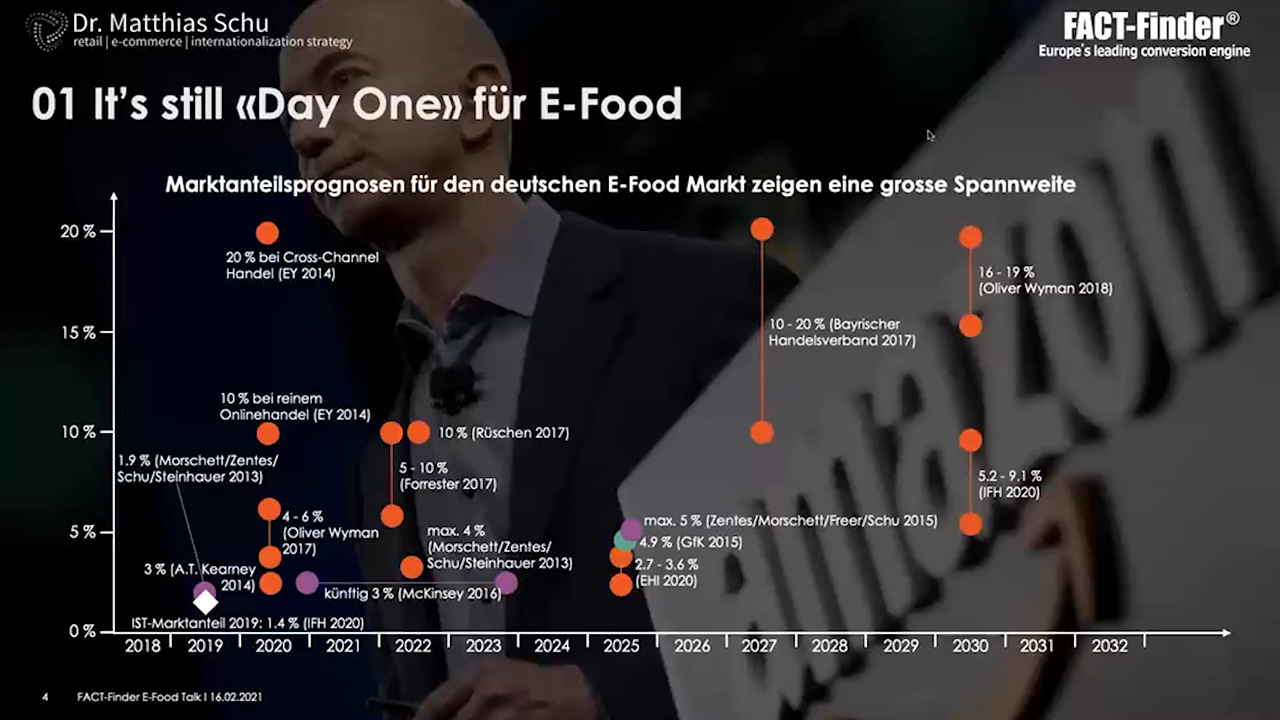 Dr. Matthias Schu
retail | e-commerce | internationalization strategy
FACT-Finder®
Europe's leading conversion engine
01 It's still «Day One» für E-Food
Marktanteilsprognosen für den deutschen E-Food Markt zeigen eine grosse Spannweite
20 %
15 %
10 %
5 %
0 %
20 % bei Cross-Channel
Handel (EY 2014)
10 % bei reinem
Onlinehandel (EY 2014)
1.9 % (Morschett/Zentes/
Schu/Steinhauer 2013)
4 - 6 %
(Oliver Wyman
2017)
3 % (A.T. Kearney
2014)
IST-Marktanteil 2019: 1.4 % (IFH 2020)
künftig 3 % (McKinsey 2016)
10 % (Rüschen 2017)
5 - 10 %
(Forrester 2017)
max. 4 %
(Morschett/Zentes/
Schu/Steinhauer 2013)
max. 5 % (Zentes/Morschett/Freer/Schu 2015)
4.9 % (GfK 2015)
2.7 - 3.6 %
(EHI 2020)
10 - 20 % (Bayrischer
Handelsverband 2017)
16 - 19 %
(Oliver Wyman 2018)
5.2 - 9.1 %
(IFH 2020)
2018 2019 2020 2021 2022 2023 2024 2025 2026 2027 2028 2029 2030 2031 2032
amazon
4 FACT-Finder E-Food Talk I 16.02.2021